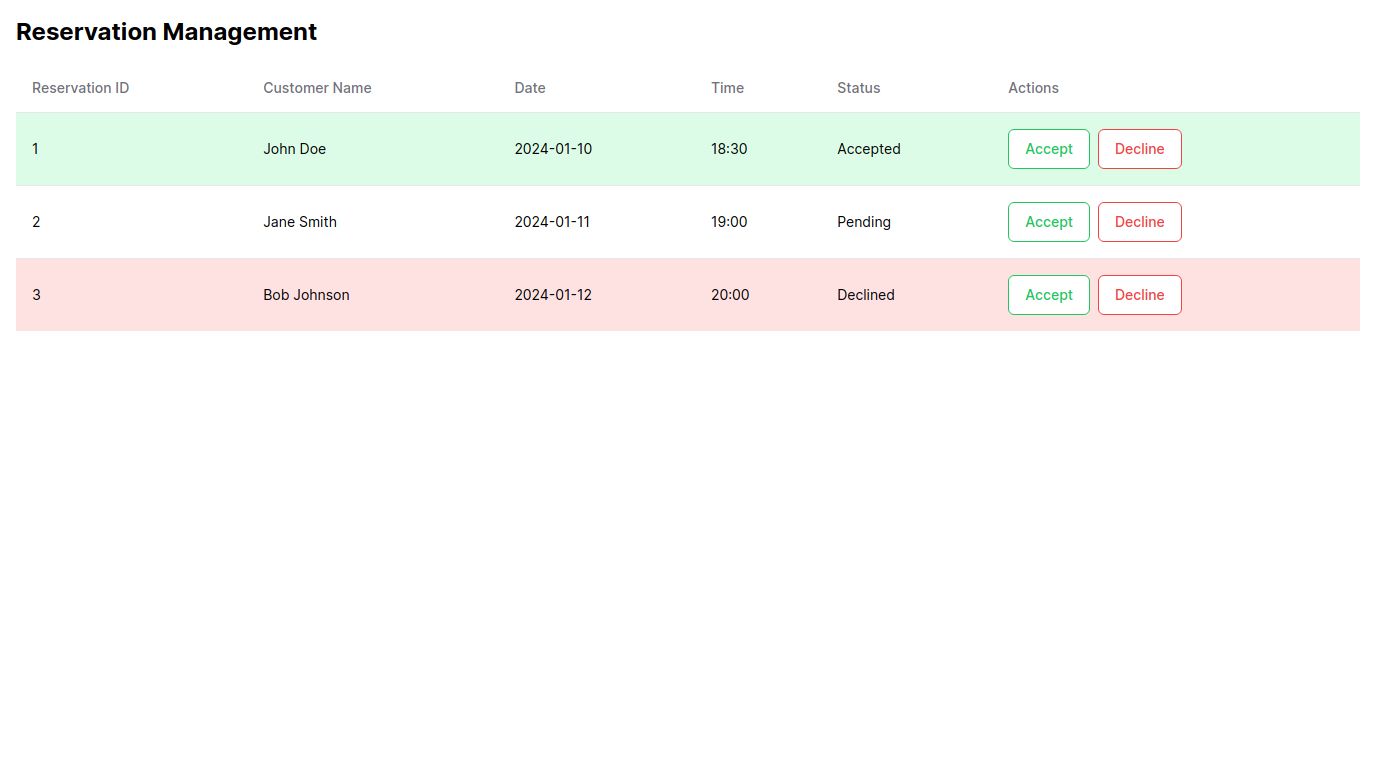 Reservation Management
Reservation ID Customer Name Date Time Status Actions
1 John Doe 2024-01-10 18:30 Accepted Accept Decline
2 Jane Smith 2024-01-11 19:00 Pending Accept Decline
3 Bob Johnson 2024-01-12 20:00 Declined Accept Decline